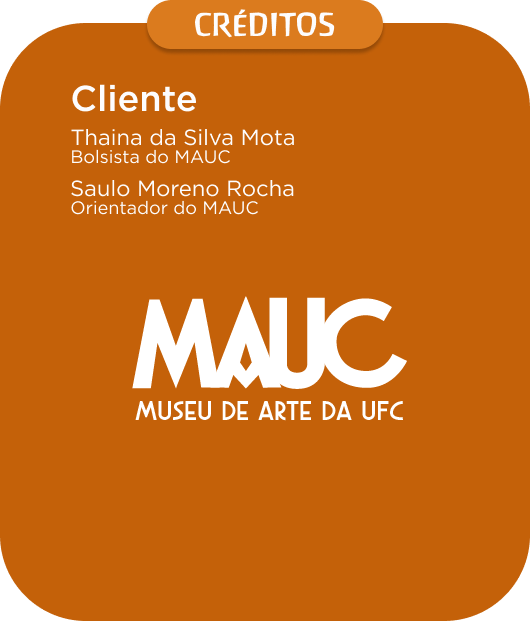 CRÉDITOS
Cliente
Thaina da Silva Mota
Bolsista do MAUC
Saulo Moreno Rocha
Orientador do MAUC
MAUC
MUSEU DE ARTE DA UFC